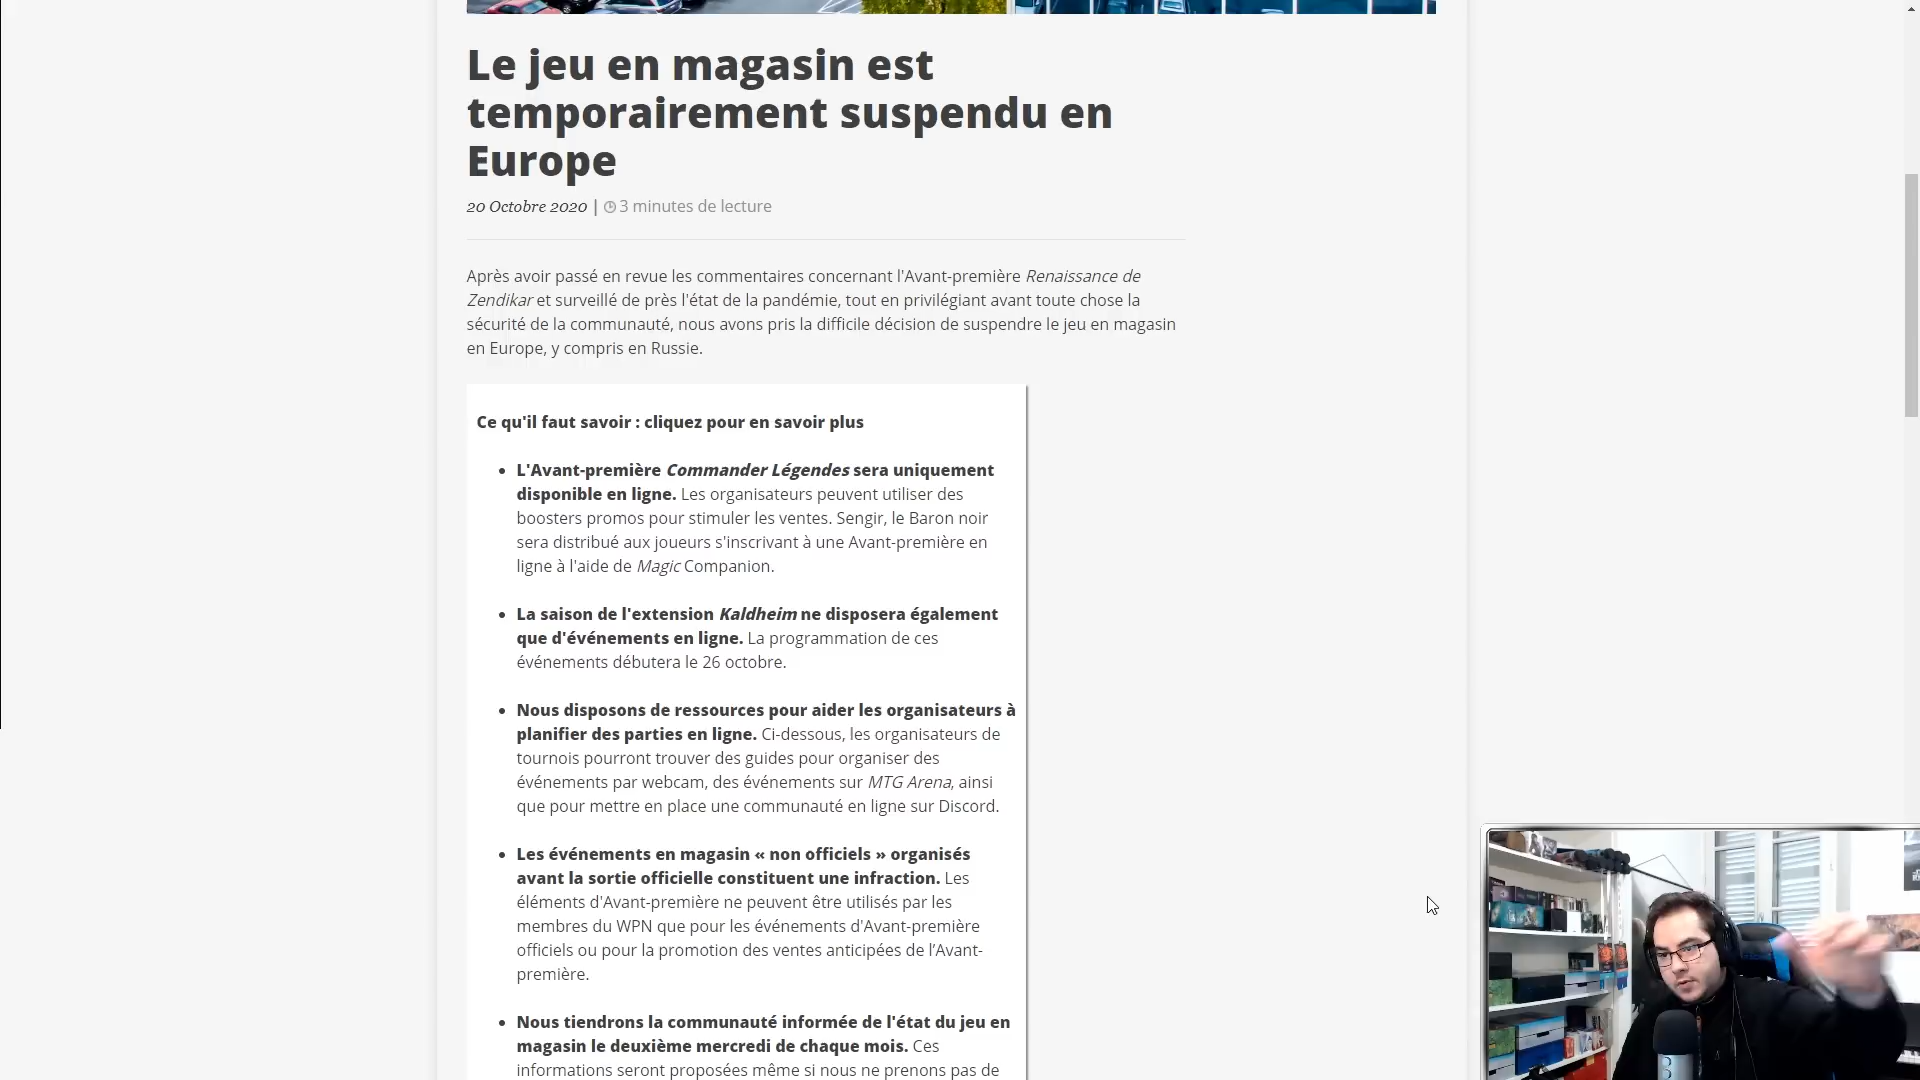 Le jeu en magasin est
temporairement suspendu en
Europe
20 Octobre 2020 | 3 minutes de lecture
Après avoir passé en revue les commentaires concernant l'Avant-première Renaissance de
Zendikar et surveillé de près l'état de la pandémie, tout en privilégiant avant toute chose la
sécurité de la communauté, nous avons pris la difficile décision de suspendre le jeu en magasin
en Europe, y compris en Russie.
Ce qu'il faut savoir : cliquez pour en savoir plus
• L'Avant-première Commander Légendes sera uniquement
disponible en ligne. Les organisateurs peuvent utiliser des
boosters promos pour stimuler les ventes. Sengir, le Baron noir
sera distribué aux joueurs s'inscrivant à une Avant-première en
ligne à l'aide de Magic Companion.
• La saison de l'extension Kaldheim ne disposera également
que d'événements en ligne. La programmation de ces
événements débutera le 26 octobre.
• Nous disposons de ressources pour aider les organisateurs à
planifier des parties en ligne. Ci-dessous, les organisateurs de
tournois pourront trouver des guides pour organiser des
événements par webcam, des événements sur MTG Arena, ainsi
que pour mettre en place une communauté en ligne sur Discord.
• Les événements en magasin « non officiels » organisés
avant la sortie officielle constituent une infraction. Les
éléments d'Avant-première ne peuvent être utilisés par les
membres du WPN que pour les événements d'Avant-première
officiels ou pour la promotion des ventes anticipées de l’Avant-
première.
• Nous tiendrons la communauté informée de l'état du jeu en
magasin le deuxième mercredi de chaque mois. Ces
informations seront proposées même si nous ne prenons pas de